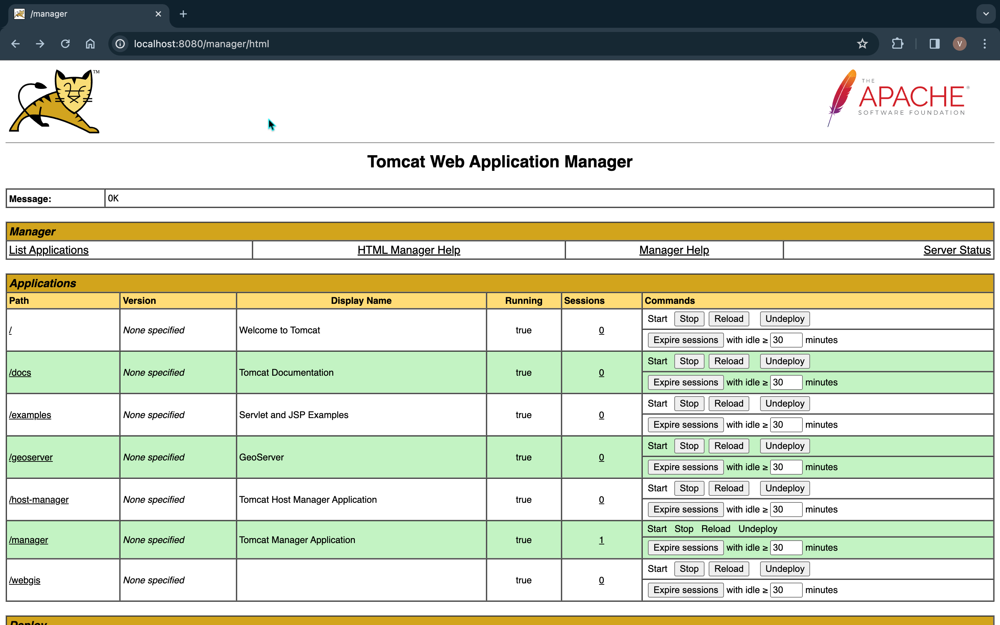 /manager
localhost:8080/manager/html
V
TM
THE
APACHE®
SOFTWARE FOUNDATION
Tomcat Web Application Manager
Message: OK
Manager
List Applications HTML Manager Help Manager Help Server Status
Applications
Path Version Display Name Running Sessions Commands
/ None specified Welcome to Tomcat true 0 Start Stop Reload Undeploy
Expire sessions with idle ≥ 30 minutes
/docs None specified Tomcat Documentation true 0 Start Stop Reload Undeploy
Expire sessions with idle ≥ 30 minutes
/examples None specified Servlet and JSP Examples true 0 Start Stop Reload Undeploy
Expire sessions with idle ≥ 30 minutes
/geoserver None specified GeoServer true 0 Start Stop Reload Undeploy
Expire sessions with idle ≥ 30 minutes
/host-manager None specified Tomcat Host Manager Application true 0 Start Stop Reload Undeploy
Expire sessions with idle ≥ 30 minutes
/manager None specified Tomcat Manager Application true 1 Start Stop Reload Undeploy
Expire sessions with idle ≥ 30 minutes
/webgis None specified true 0 Start Stop Reload Undeploy
Expire sessions with idle ≥ 30 minutes
Deploy